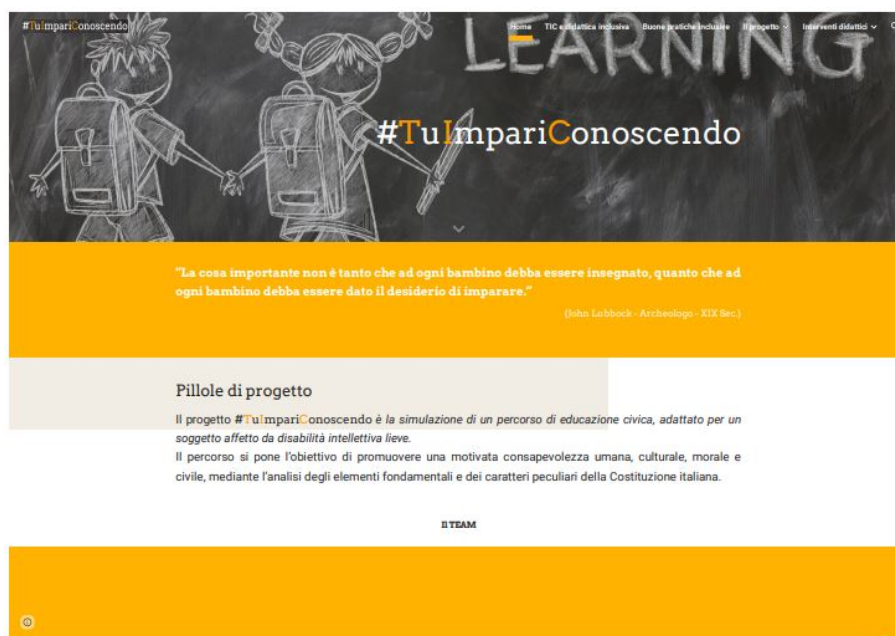 #TuImpariConoscendo
Home TIC e didattica inclusiva Buone pratiche inclusive Il progetto Interventi didattici
LEARNING
#TuImpariConoscendo
“La cosa importante non è tanto che ad ogni bambino debba essere insegnato, quanto che ad
ogni bambino debba essere dato il desiderio di imparare.”
(John Lubbock - Archeologo - XIX Sec.)
Pillole di progetto
Il progetto #TuImpariConoscendo è la simulazione di un percorso di educazione civica, adattato per un
soggetto affetto da disabilità intellettiva lieve.
Il percorso si pone l'obiettivo di promuovere una motivata consapevolezza umana, culturale, morale e
civile, mediante l'analisi degli elementi fondamentali e dei caratteri peculiari della Costituzione italiana.
Il TEAM